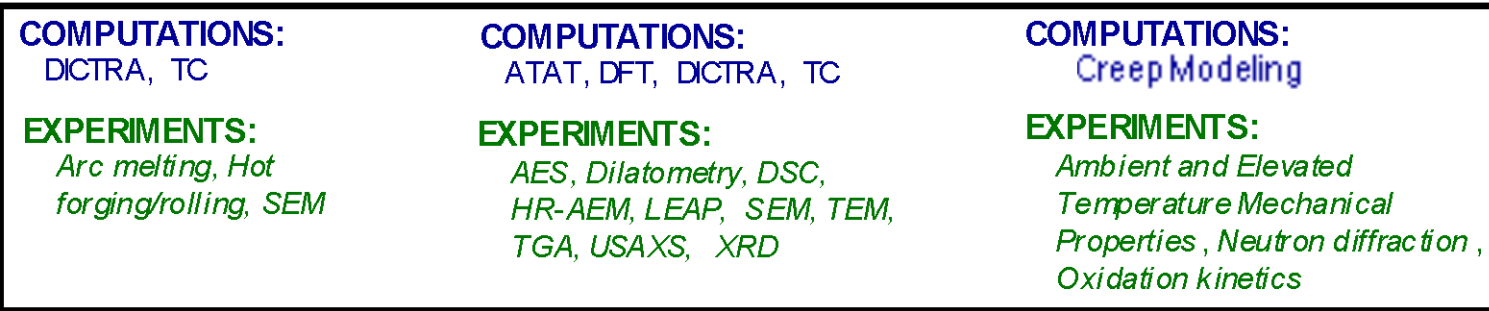 COMPUTATIONS:
DICTRA, TC
EXPERIMENTS:
Arc melting, Hot
forging/rolling, SEM
COMPUTATIONS:
ATAT, DFT, DICTRA, TC
EXPERIMENTS:
AES, Dilatometry, DSC,
HR-AEM, LEAP, SEM, TEM,
TGA, USAXS, XRD
COMPUTATIONS:
Creep Modeling
EXPERIMENTS:
Ambient and Elevated
Temperature Mechanical
Properties , Neutron diffraction ,
Oxidation kinetics